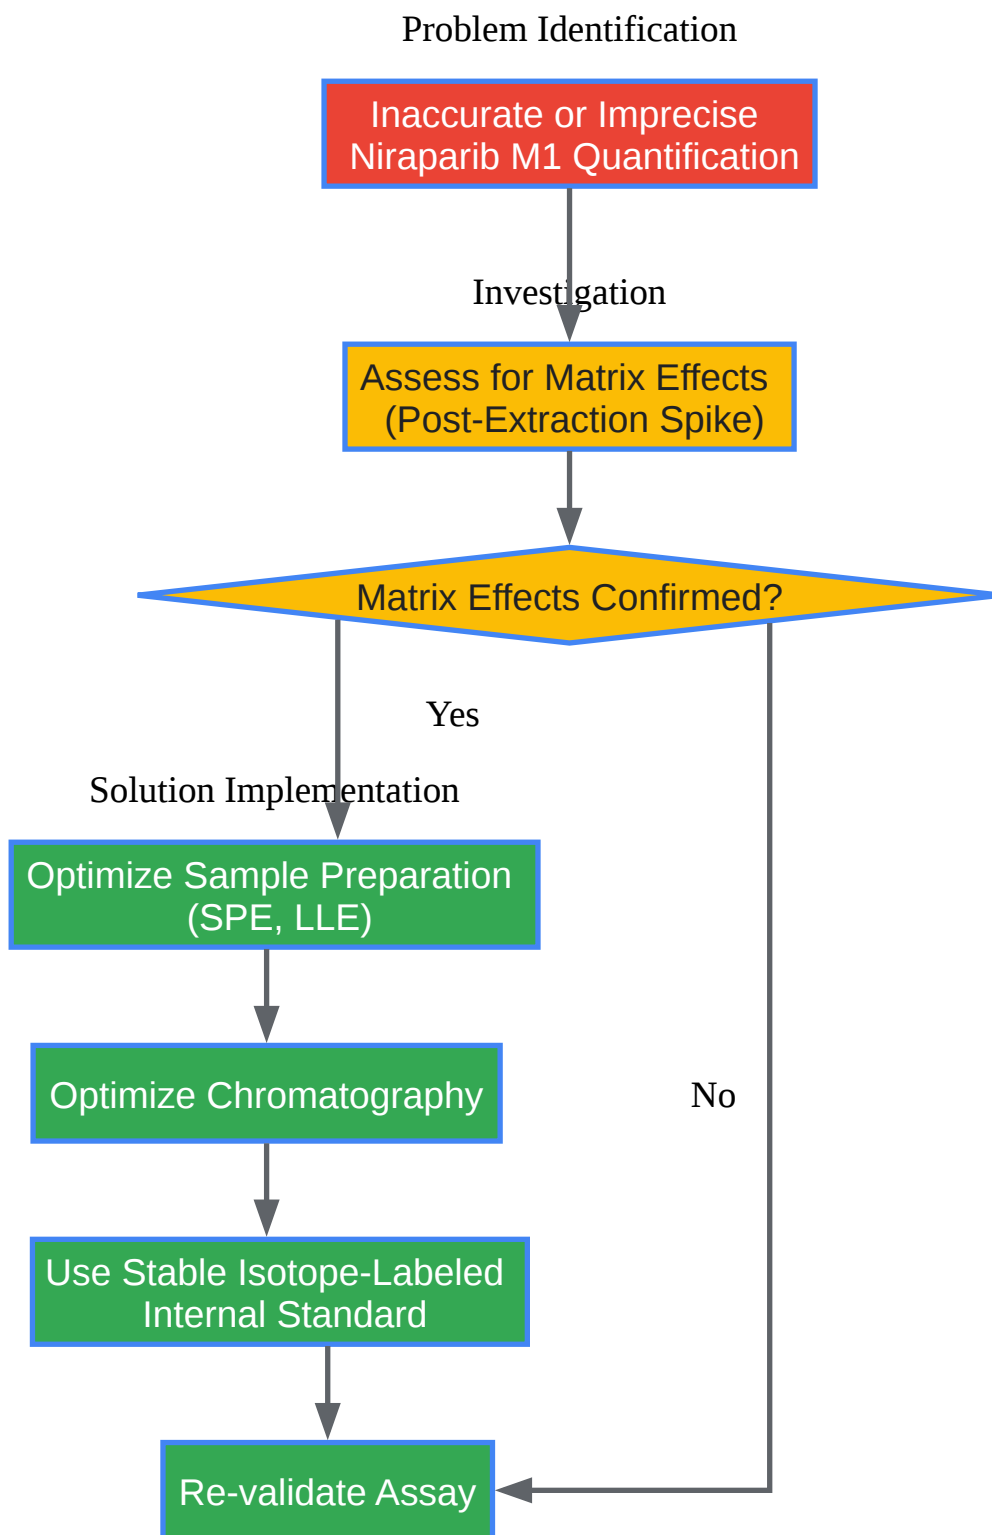 Problem Identification
Inaccurate or Imprecise
Niraparib M1 Quantification
Investigation
Assess for Matrix Effects
(Post-Extraction Spike)
Matrix Effects Confirmed?
Yes
Solution Implementation
Optimize Sample Preparation
(SPE, LLE)
Optimize Chromatography
No
Use Stable Isotope-Labeled
Internal Standard
Re-validate Assay